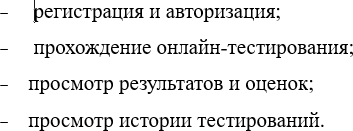 – регистрация и авторизация;
– прохождение онлайн-тестирования;
– просмотр результатов и оценок;
– просмотр истории тестирований.